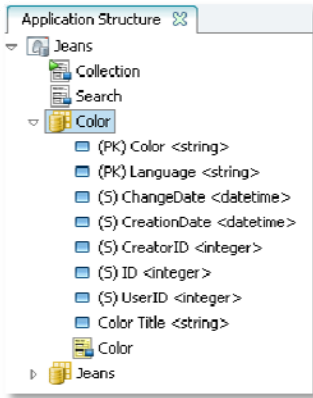 Application Structure
Jeans
Collection
Search
Color
(PK) Color <string>
(PK) Language <string>
(S) ChangeDate <datetime>
(S) CreationDate <datetime>
(S) CreatorID <integer>
(S) ID <integer>
(S) UserID <integer>
Color Title <string>
Color
Jeans